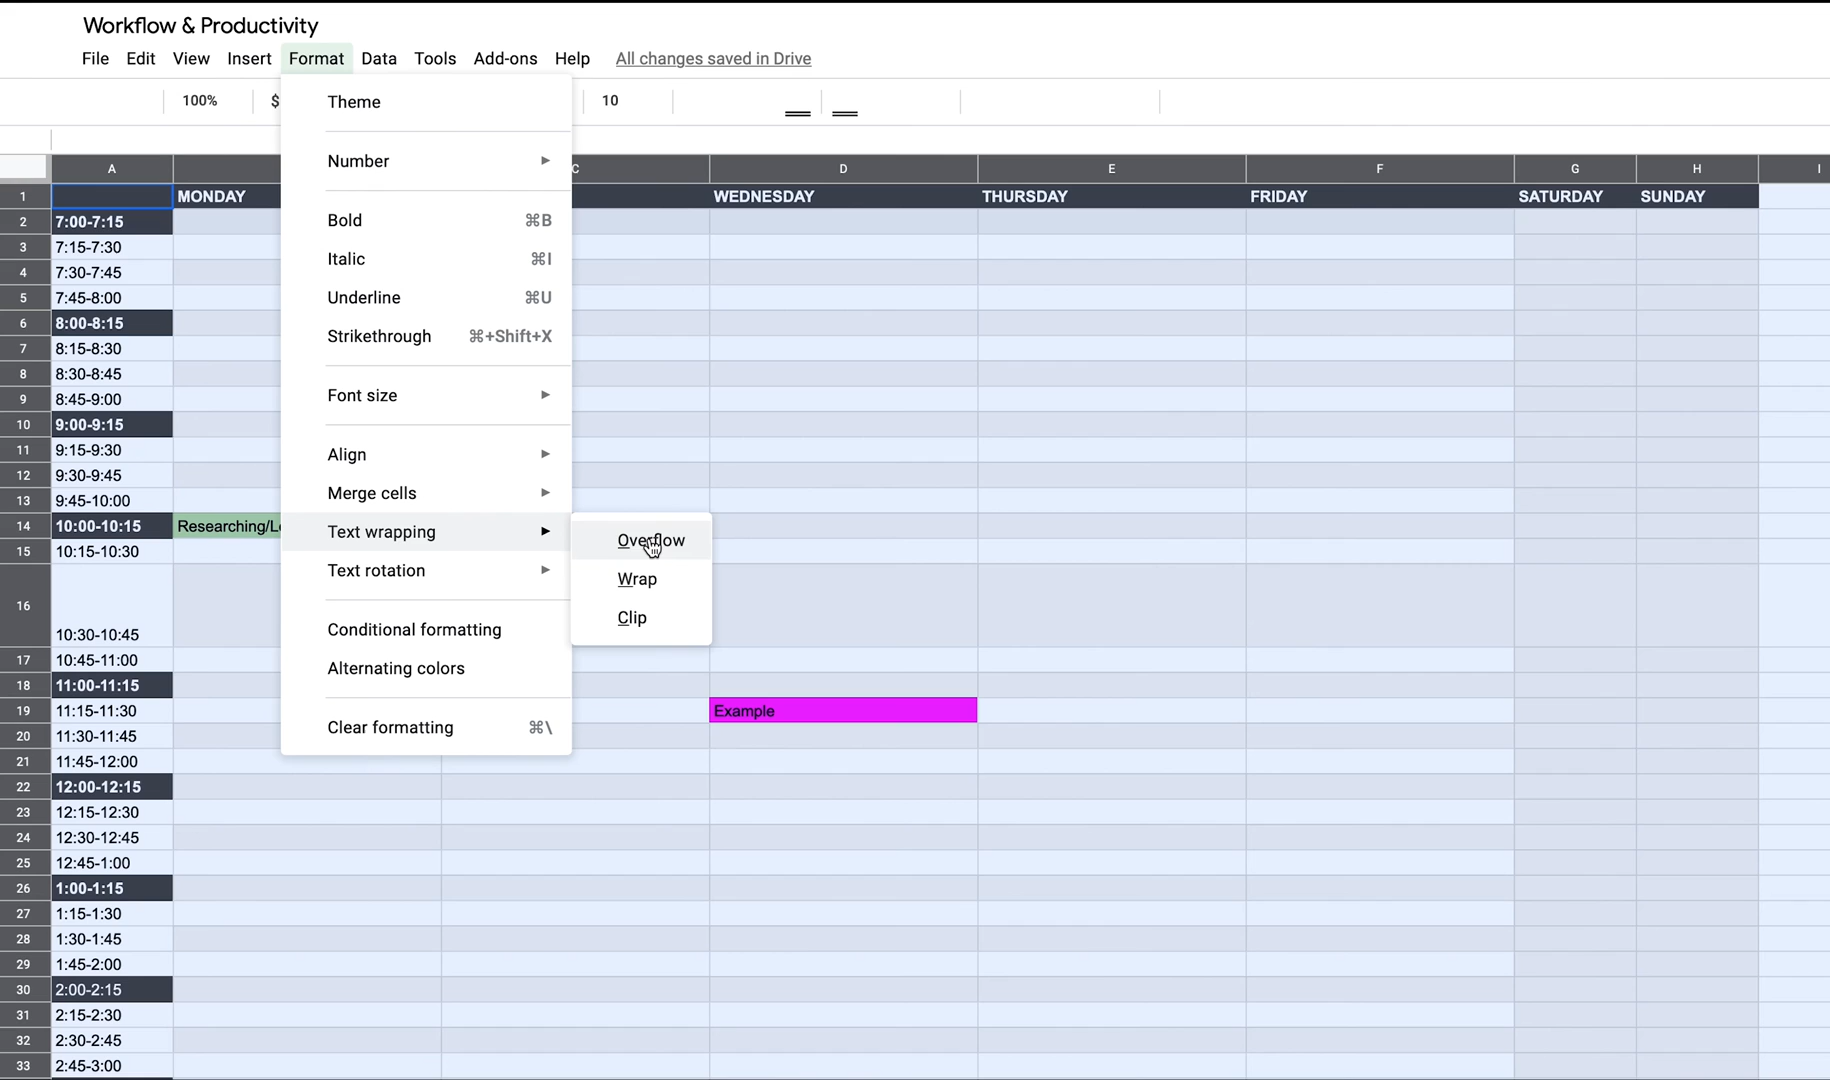 Workflow & Productivity
File Edit View Insert Format Data Tools Add-ons Help All changes saved in Drive
100% $ 10
Theme
Number ►
Bold ⌘B
Italic ⌘I
Underline ⌘U
Strikethrough ⌘+Shift+X
Font size ►
Align ►
Merge cells ►
Text wrapping ►
Text rotation ►
Conditional formatting
Alternating colors
Clear formatting ⌘\
Overflow
Wrap
Clip
A C D E F G H I
1 MONDAY WEDNESDAY THURSDAY FRIDAY SATURDAY SUNDAY
2 7:00-7:15
3 7:15-7:30
4 7:30-7:45
5 7:45-8:00
6 8:00-8:15
7 8:15-8:30
8 8:30-8:45
9 8:45-9:00
10 9:00-9:15
11 9:15-9:30
12 9:30-9:45
13 9:45-10:00
14 10:00-10:15 Researching/L
15 10:15-10:30
16 10:30-10:45
17 10:45-11:00
18 11:00-11:15
19 11:15-11:30 Example
20 11:30-11:45
21 11:45-12:00
22 12:00-12:15
23 12:15-12:30
24 12:30-12:45
25 12:45-1:00
26 1:00-1:15
27 1:15-1:30
28 1:30-1:45
29 1:45-2:00
30 2:00-2:15
31 2:15-2:30
32 2:30-2:45
33 2:45-3:00